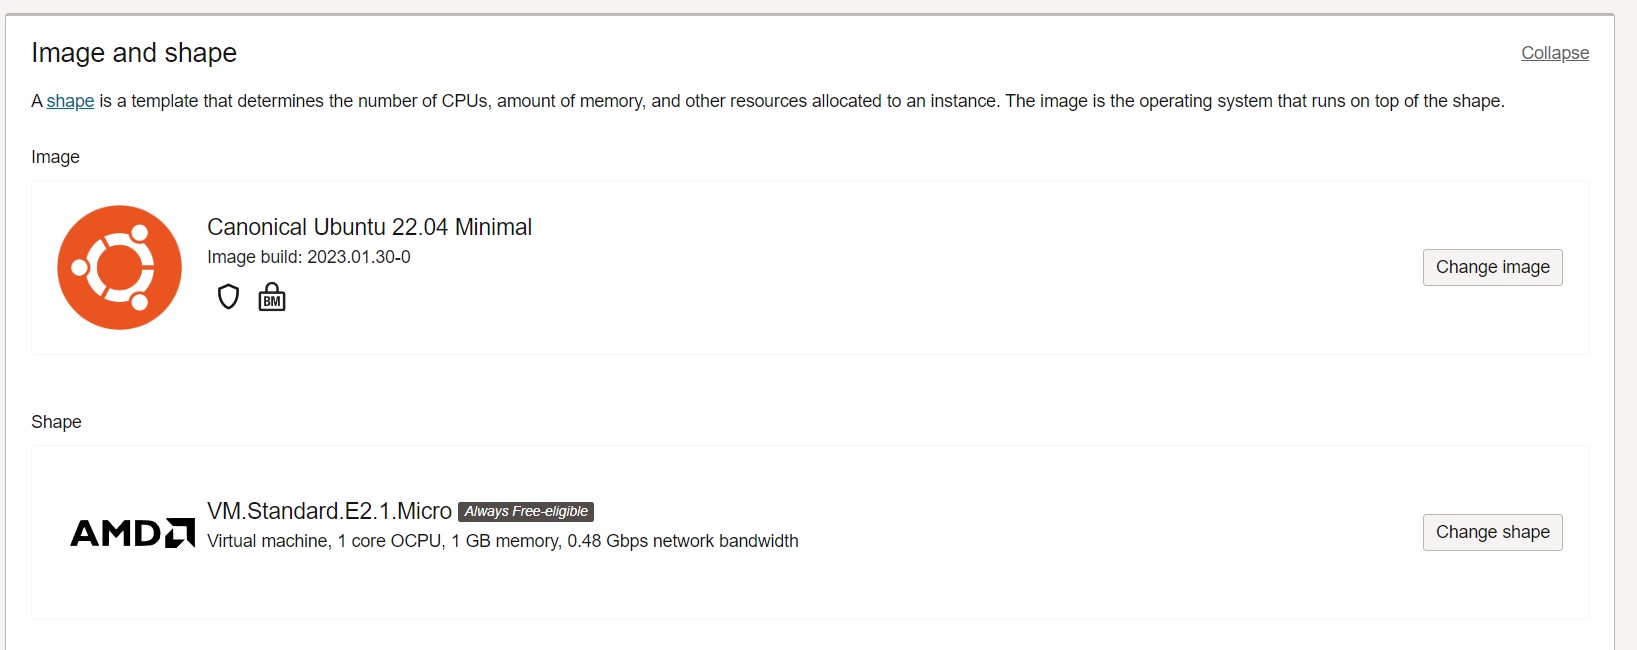 Image and shape
Collapse
A shape is a template that determines the number of CPUs, amount of memory, and other resources allocated to an instance. The image is the operating system that runs on top of the shape.
Image
Canonical Ubuntu 22.04 Minimal
Image build: 2023.01.30-0
BM
Change image
Shape
AMD
VM.Standard.E2.1.Micro Always Free-eligible
Virtual machine, 1 core OCPU, 1 GB memory, 0.48 Gbps network bandwidth
Change shape